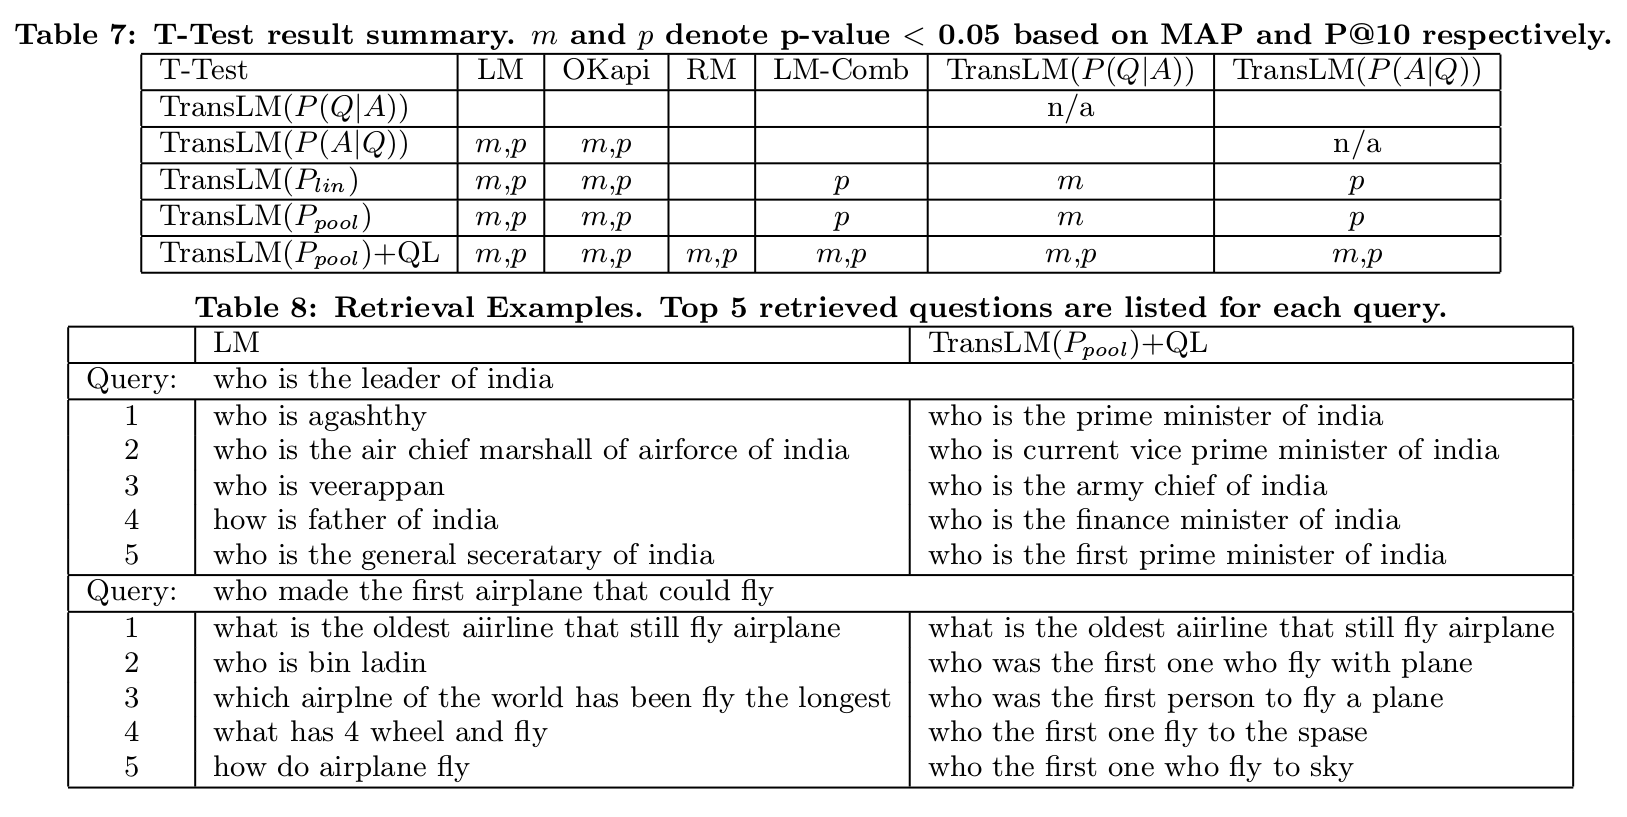 Table 7: T-Test result summary. m and p denote p-value < 0.05 based on MAP and P@10 respectively.
T-Test LM OKapi RM LM-Comb TransLM(P(Q|A)) TransLM(P(A|Q))
TransLM(P(Q|A)) n/a
TransLM(P(A|Q)) m,p m,p n/a
TransLM(P_lin) m,p m,p p m p
TransLM(P_pool) m,p m,p p m p
TransLM(P_pool)+QL m,p m,p m,p m,p m,p m,p
Table 8: Retrieval Examples. Top 5 retrieved questions are listed for each query.
LM TransLM(P_pool)+QL
Query: who is the leader of india
1 who is agashthy who is the prime minister of india
2 who is the air chief marshall of airforce of india who is current vice prime minister of india
3 who is veerappan who is the army chief of india
4 how is father of india who is the finance minister of india
5 who is the general seceratary of india who is the first prime minister of india
Query: who made the first airplane that could fly
1 what is the oldest aiirline that still fly airplane what is the oldest aiirline that still fly airplane
2 who is bin ladin who was the first one who fly with plane
3 which airplne of the world has been fly the longest who was the first person to fly a plane
4 what has 4 wheel and fly who the first one fly to the spase
5 how do airplane fly who the first one who fly to sky